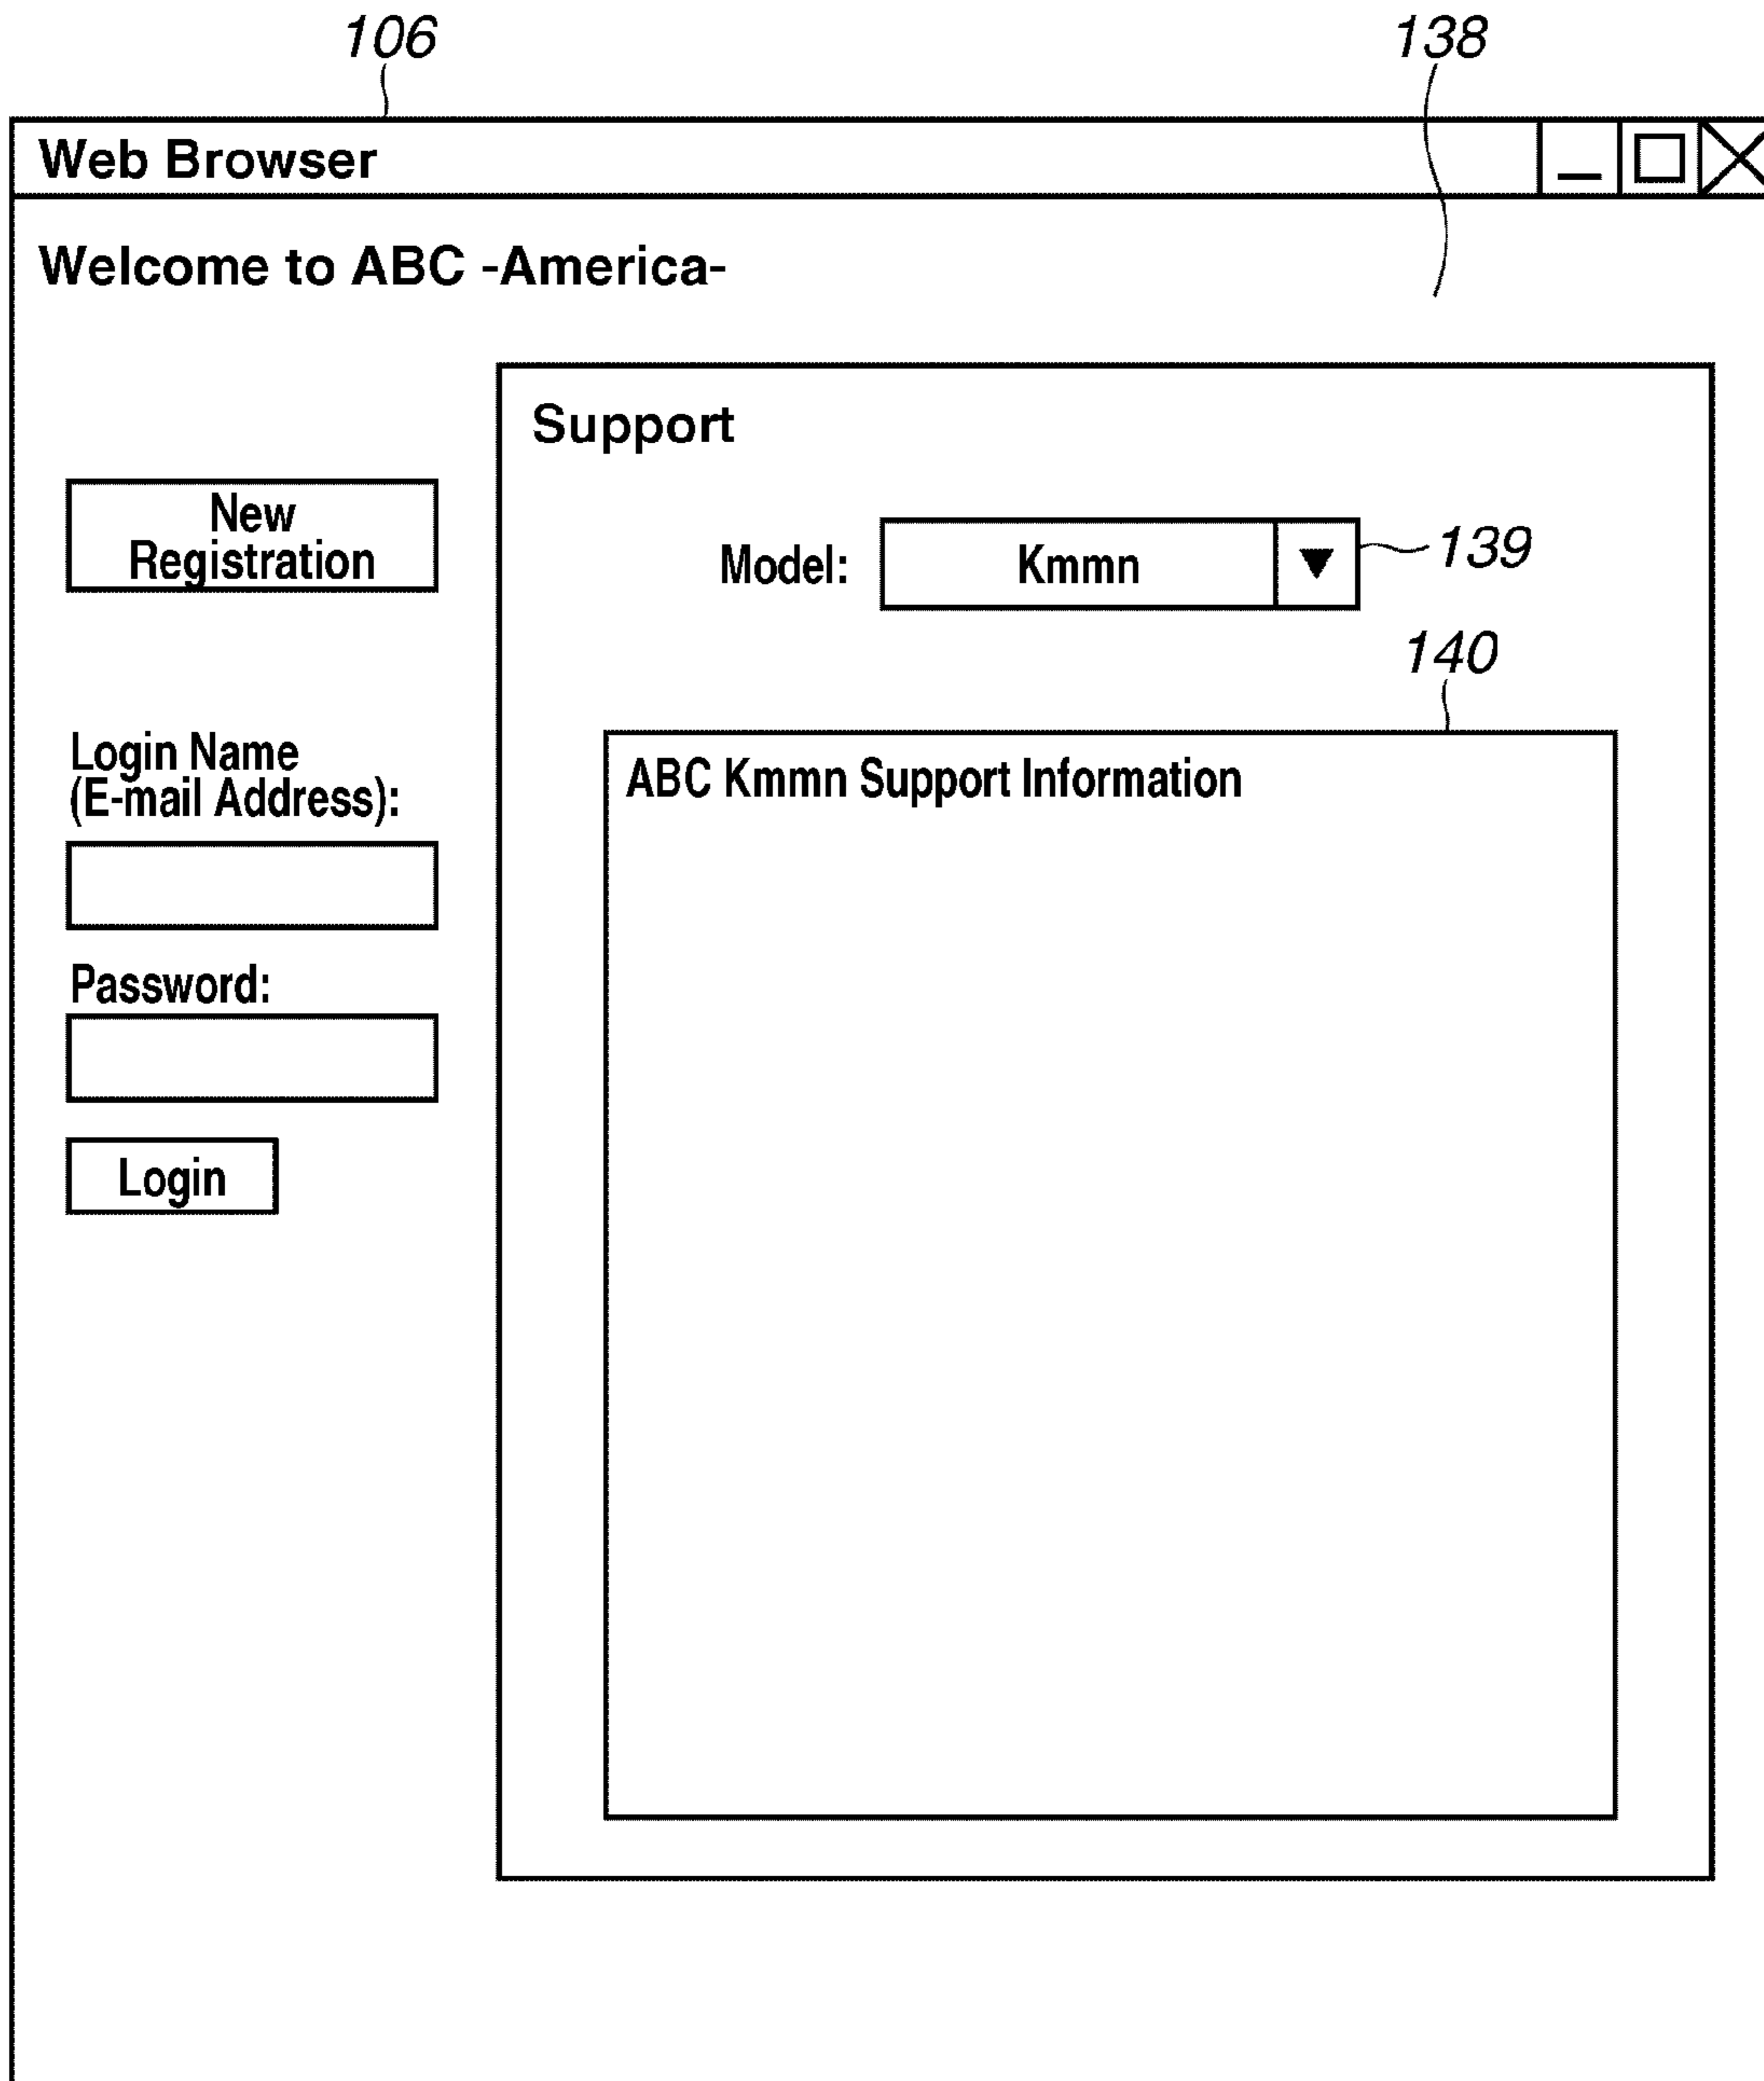 106
138
Web Browser
Welcome to ABC -America-
New
Registration
Login Name
(E-mail Address):
Password:
Login
Support
Model:
Kmmn
139
140
ABC Kmmn Support Information